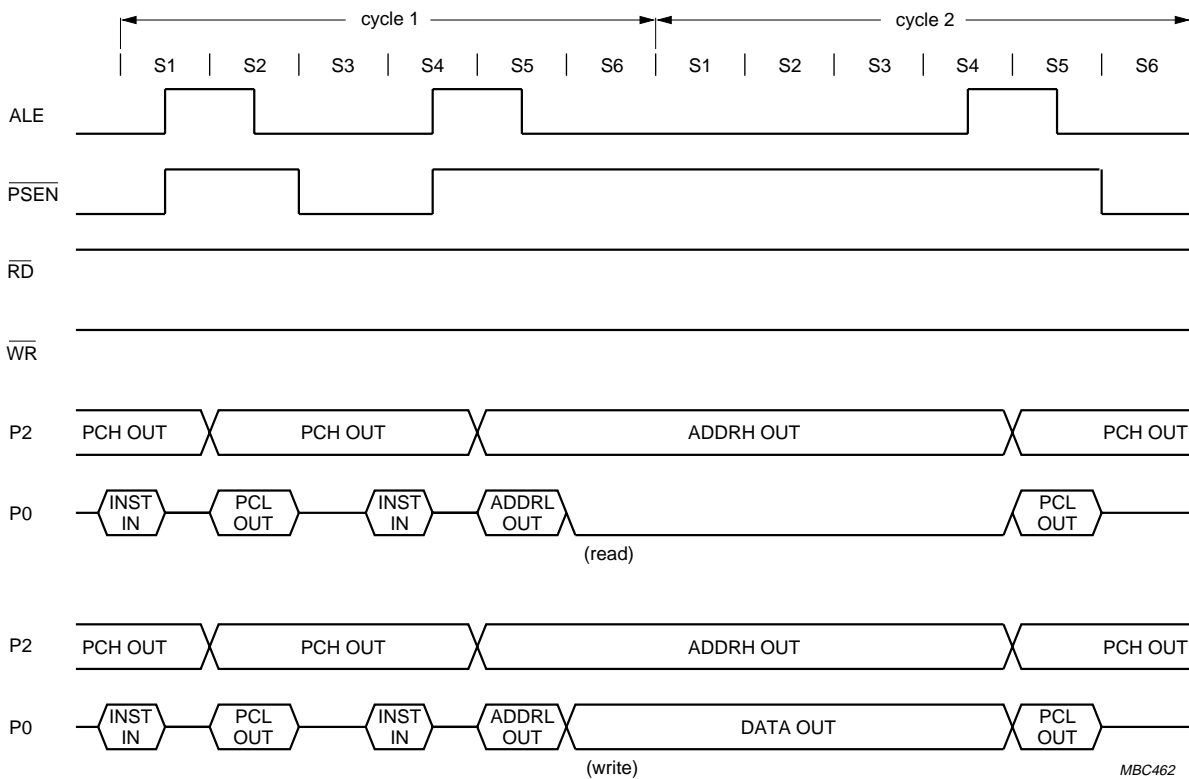 cycle 1 cycle 2
S1 S2 S3 S4 S5 S6 S1 S2 S3 S4 S5 S6
ALE
PSEN
RD
WR
P2 PCH OUT PCH OUT ADDRH OUT PCH OUT
P0 INST IN PCL OUT INST IN ADDRL OUT PCL OUT
(read)
P2 PCH OUT PCH OUT ADDRH OUT PCH OUT
P0 INST IN PCL OUT INST IN ADDRL OUT DATA OUT PCL OUT
(write) MBC462